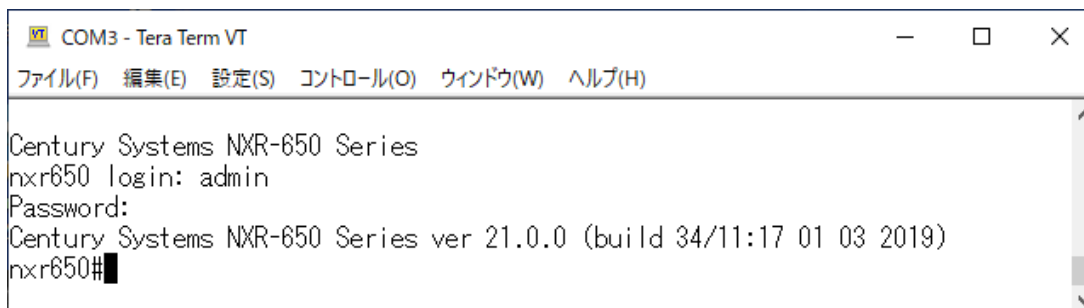 COM3 - Tera Term VT
ファイル(F) 編集(E) 設定(S) コントロール(O) ウィンドウ(W) ヘルプ(H)
Century Systems NXR-650 Series
nxr650 login: admin
Password:
Century Systems NXR-650 Series ver 21.0.0 (build 34/11:17 01 03 2019)
nxr650#